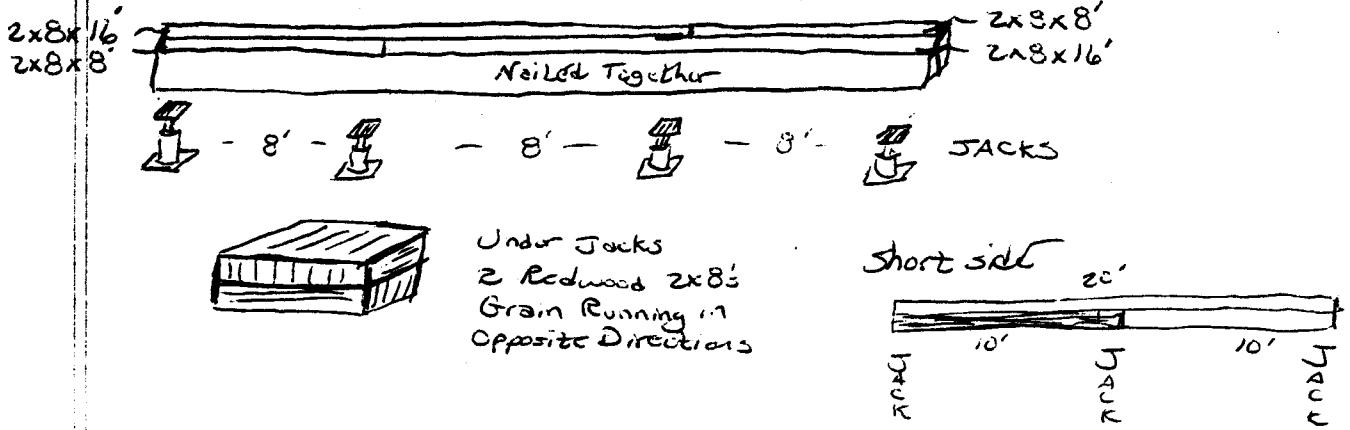 2x8x16'
2x8x8'
2x8x8'
2x8x16'
Nailed Together
- 8' - - 8' - - 8' - JACKS
Under Jacks
2 Redwood 2x8's
Grain Running in
Opposite Directions
Short side
20'
10' 10'
JACK JACK JACK